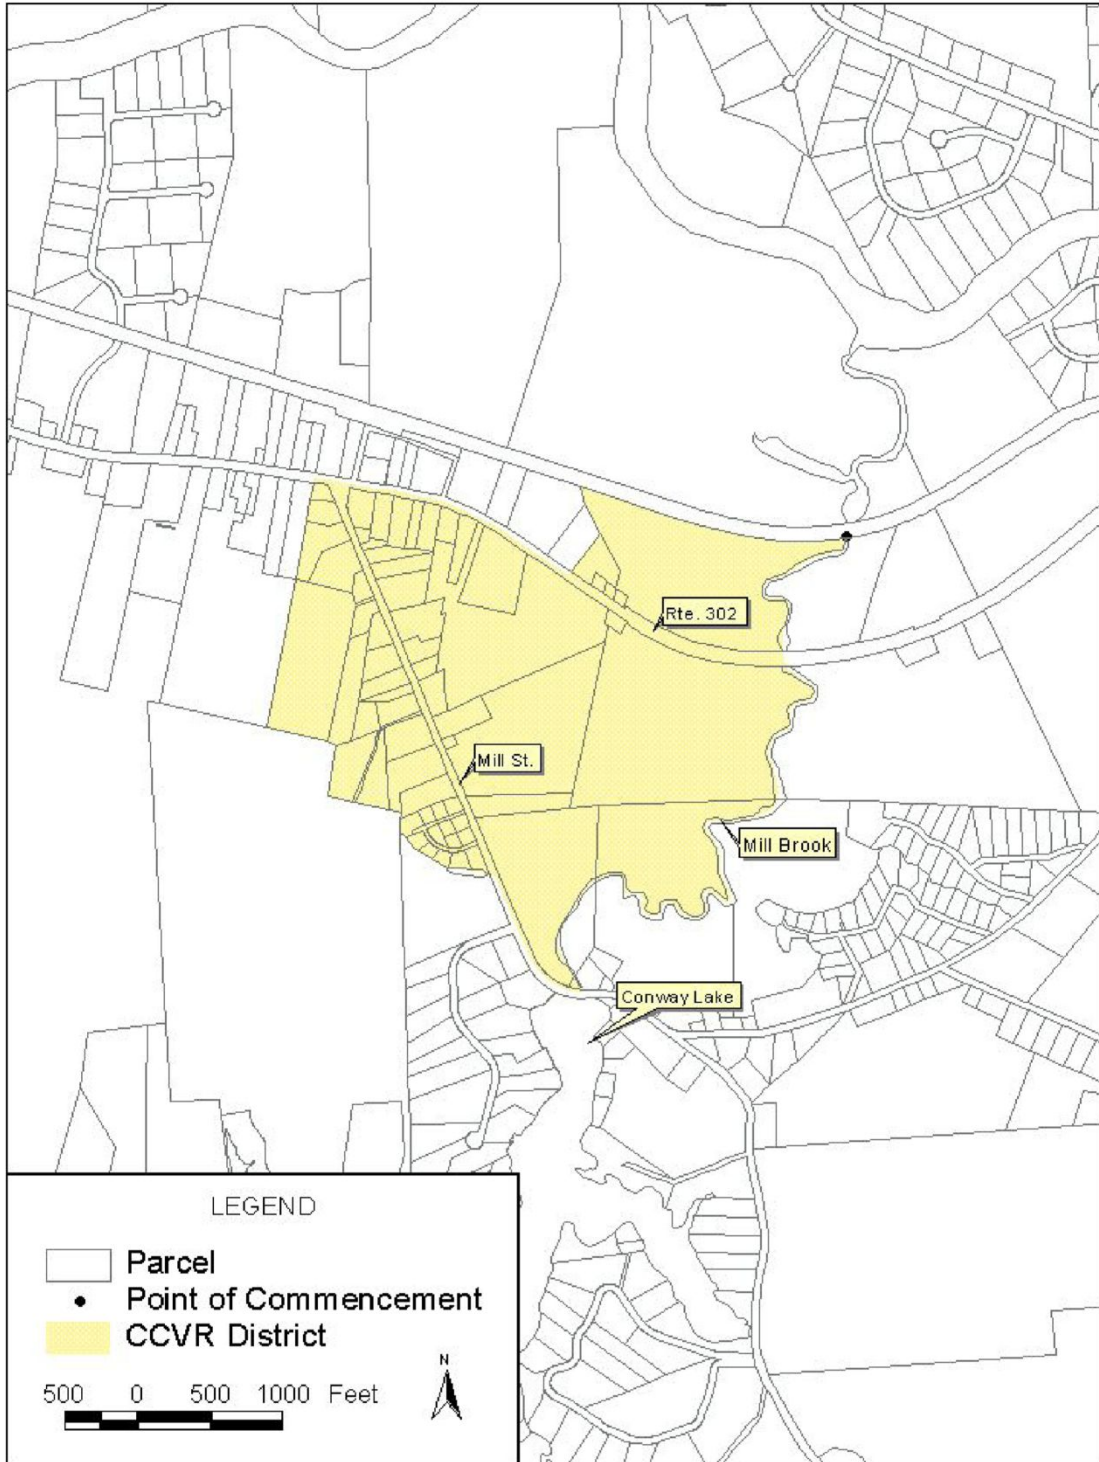 Rte. 302
Mill St.
Mill Brook
Conway Lake
LEGEND
Parcel
Point of Commencement
CCVR District
N
500 0 500 1000 Feet